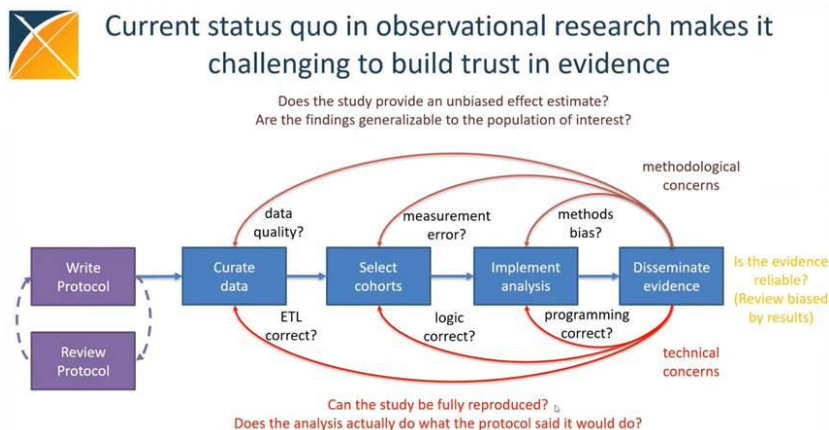 Current status quo in observational research makes it
challenging to build trust in evidence
Does the study provide an unbiased effect estimate?
Are the findings generalizable to the population of interest?
methodological
concerns
data
quality?
measurement
error?
methods
bias?
Write
Protocol
Curate
data
Select
cohorts
Implement
analysis
Disseminate
evidence
Is the evidence
reliable?
(Review biased
by results)
ETL
correct?
logic
correct?
programming
correct?
Review
Protocol
technical
concerns
Can the study be fully reproduced?
Does the analysis actually do what the protocol said it would do?